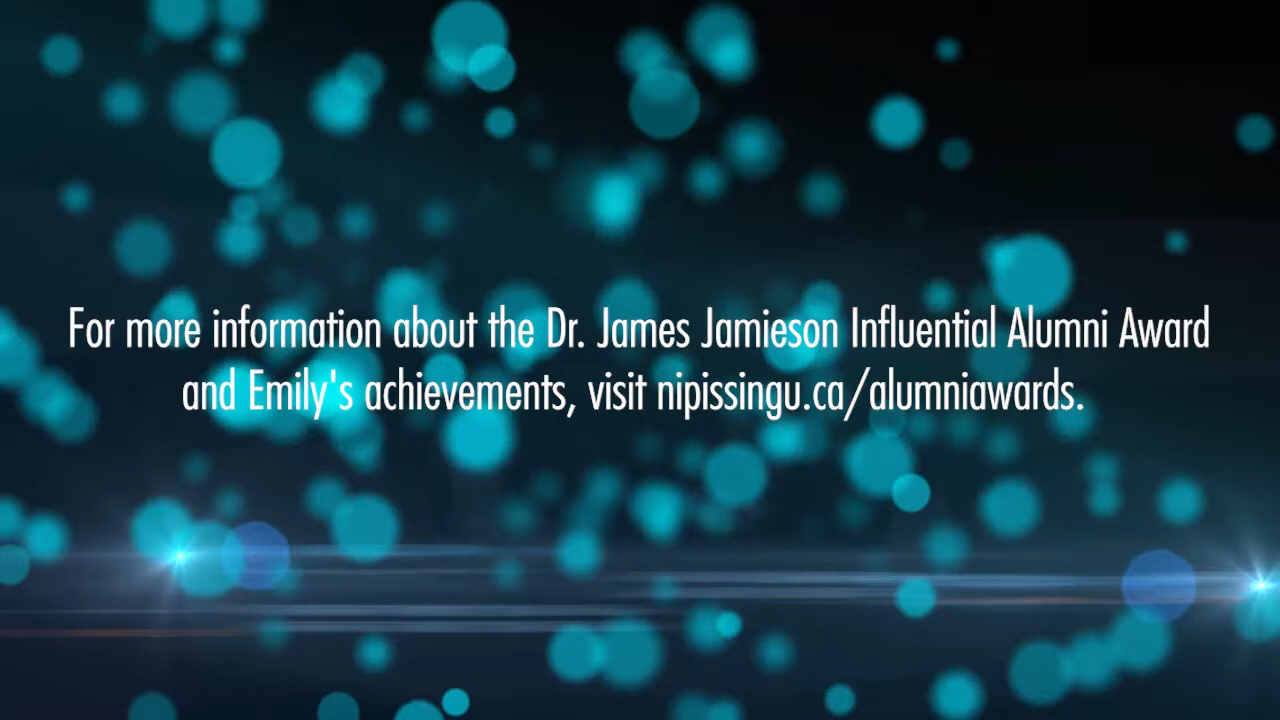 For more information about the Dr. James Jamieson Influential Alumni Award
and Emily's achievements, visit nipissingu.ca/alumniawards.